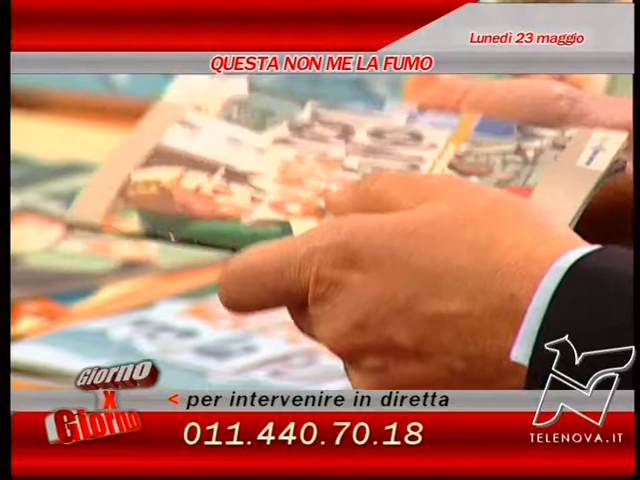 Lunedì 23 maggio
QUESTA NON ME LA FUMO
Giorno
x
Giorno
< per intervenire in diretta
011.440.70.18
TELENOVA.IT